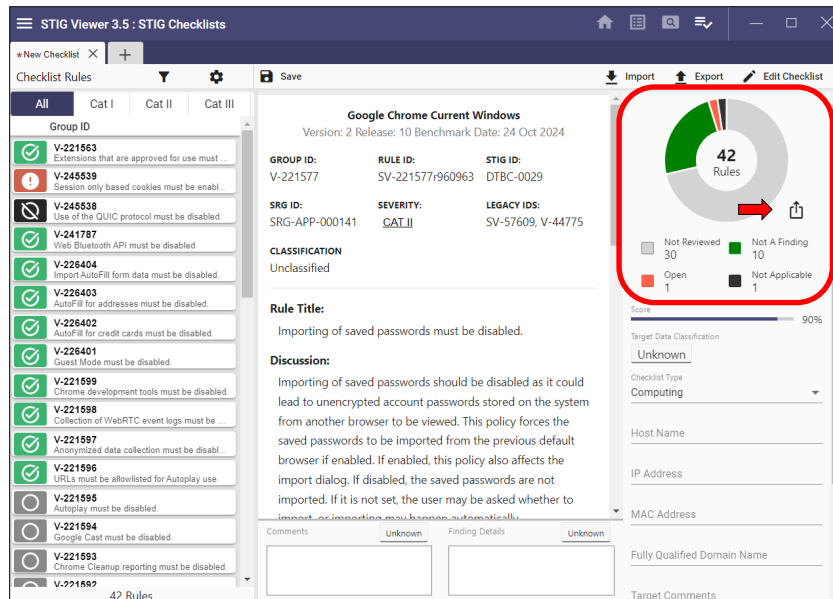 STIG Viewer 3.5 : STIG Checklists
*New Checklist
Checklist Rules
Save
Import Export Edit Checklist
All Cat I Cat II Cat III
Group ID
V-221563
Extensions that are approved for use must ...
V-245539
Session only based cookies must be enabl...
V-245538
Use of the QUIC protocol must be disabled.
V-241787
Web Bluetooth API must be disabled.
V-226404
Import AutoFill form data must be disabled.
V-226403
AutoFill for addresses must be disabled.
V-226402
AutoFill for credit cards must be disabled.
V-226401
Guest Mode must be disabled.
V-221599
Chrome development tools must be disabled.
V-221598
Collection of WebRTC event logs must be ...
V-221597
Anonymized data collection must be disabl...
V-221596
URLs must be allowlisted for Autoplay use.
V-221595
Autoplay must be disabled.
V-221594
Google Cast must be disabled.
V-221593
Chrome Cleanup reporting must be disabled.
V-221592
42 Rules
Google Chrome Current Windows
Version: 2 Release: 10 Benchmark Date: 24 Oct 2024
GROUP ID: RULE ID: STIG ID:
V-221577 SV-221577r960963 DTBC-0029
SRG ID: SEVERITY: LEGACY IDS:
SRG-APP-000141 CAT II SV-57609, V-44775
CLASSIFICATION
Unclassified
Rule Title:
Importing of saved passwords must be disabled.
Discussion:
Importing of saved passwords should be disabled as it could
lead to unencrypted account passwords stored on the system
from another browser to be viewed. This policy forces the
saved passwords to be imported from the previous default
browser if enabled. If enabled, this policy also affects the
import dialog. If disabled, the saved passwords are not
imported. If it is not set, the user may be asked whether to
import, or importing may happen automatically.
Comments Unknown Finding Details Unknown
42
Rules
Not Reviewed
30
Not A Finding
10
Open
1
Not Applicable
1
Score
90%
Target Data Classification
Unknown
Checklist Type
Computing
Host Name
IP Address
MAC Address
Fully Qualified Domain Name
Target Comments